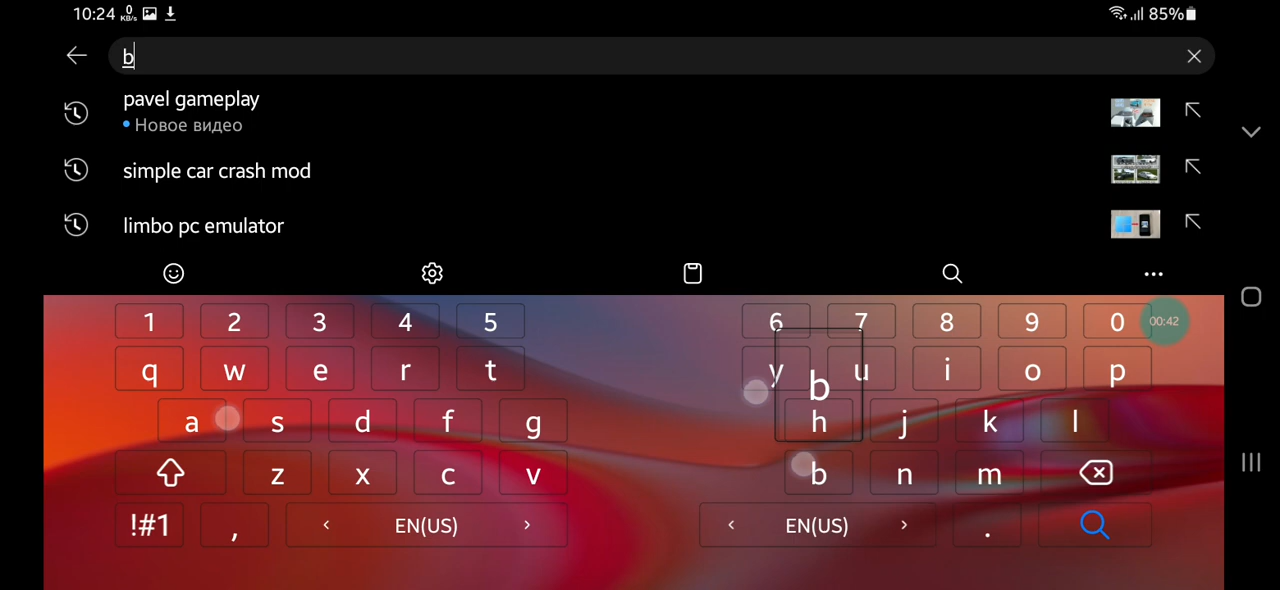 10:24 0 KB/s 85%
b
pavel gameplay
• Новое видео
simple car crash mod
limbo pc emulator
1 2 3 4 5 6 7 8 9 0 00:42
q w e r t y u i o p
b
a s d f g h j k l
z x c v b n m
!#1 , < EN(US) > < EN(US) > .